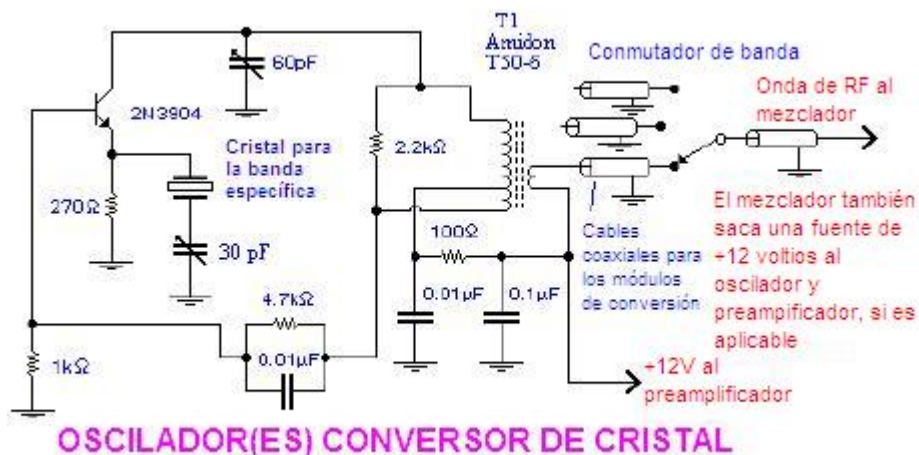 T1
Amidon
T50-6
Conmutador de banda
60pF
Onda de RF al
mezclador
2N3904
2.2kΩ
Cristal para
la banda
específica
270Ω
30 pF
100Ω
Cables
coaxiales para
los módulos
de conversión
El mezclador también
saca una fuente de
+12 voltios al
oscilador y
preampificador, si es
aplicable
0.01µF
0.1µF
4.7kΩ
0.01µF
1kΩ
+12V al
preamplificador
OSCILADOR(ES) CONVERSOR DE CRISTAL